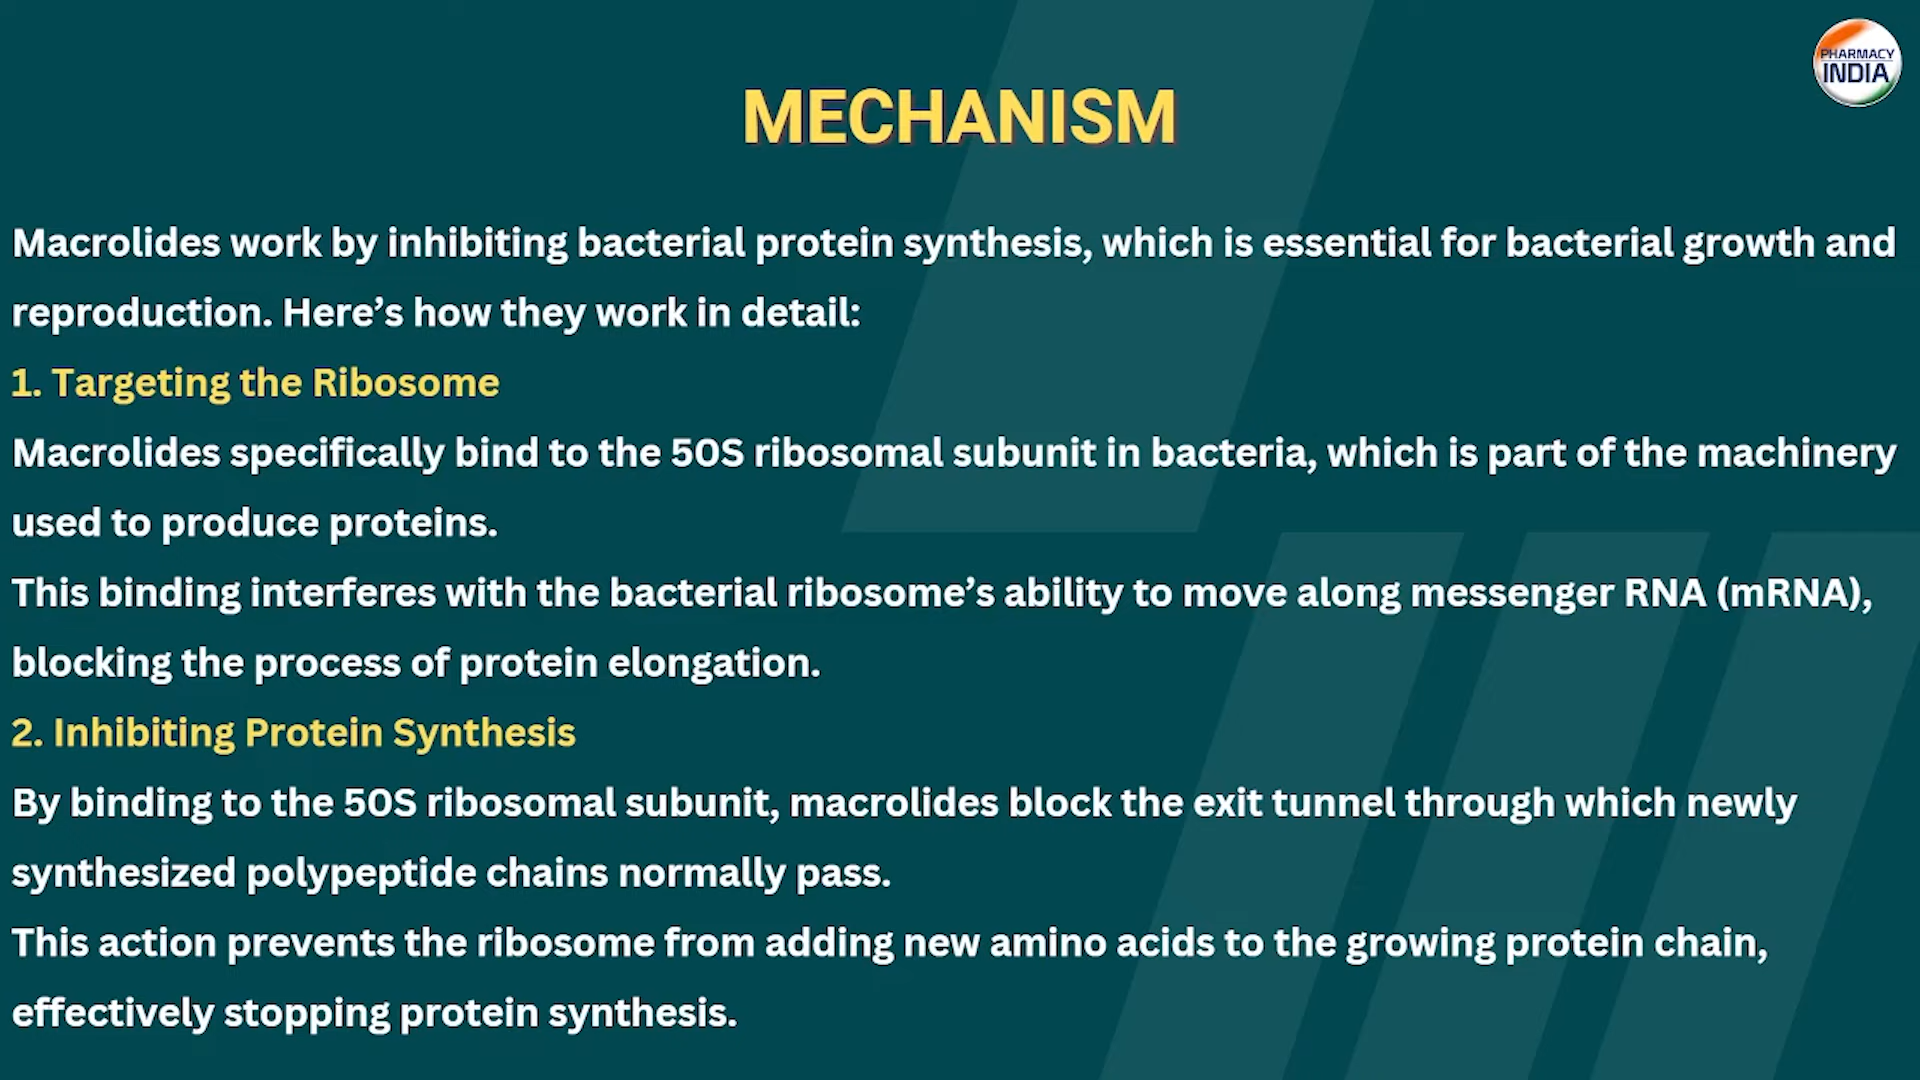 PHARMACY
INDIA
MECHANISM
Macrolides work by inhibiting bacterial protein synthesis, which is essential for bacterial growth and
reproduction. Here’s how they work in detail:
1. Targeting the Ribosome
Macrolides specifically bind to the 50S ribosomal subunit in bacteria, which is part of the machinery
used to produce proteins.
This binding interferes with the bacterial ribosome’s ability to move along messenger RNA (mRNA),
blocking the process of protein elongation.
2. Inhibiting Protein Synthesis
By binding to the 50S ribosomal subunit, macrolides block the exit tunnel through which newly
synthesized polypeptide chains normally pass.
This action prevents the ribosome from adding new amino acids to the growing protein chain,
effectively stopping protein synthesis.